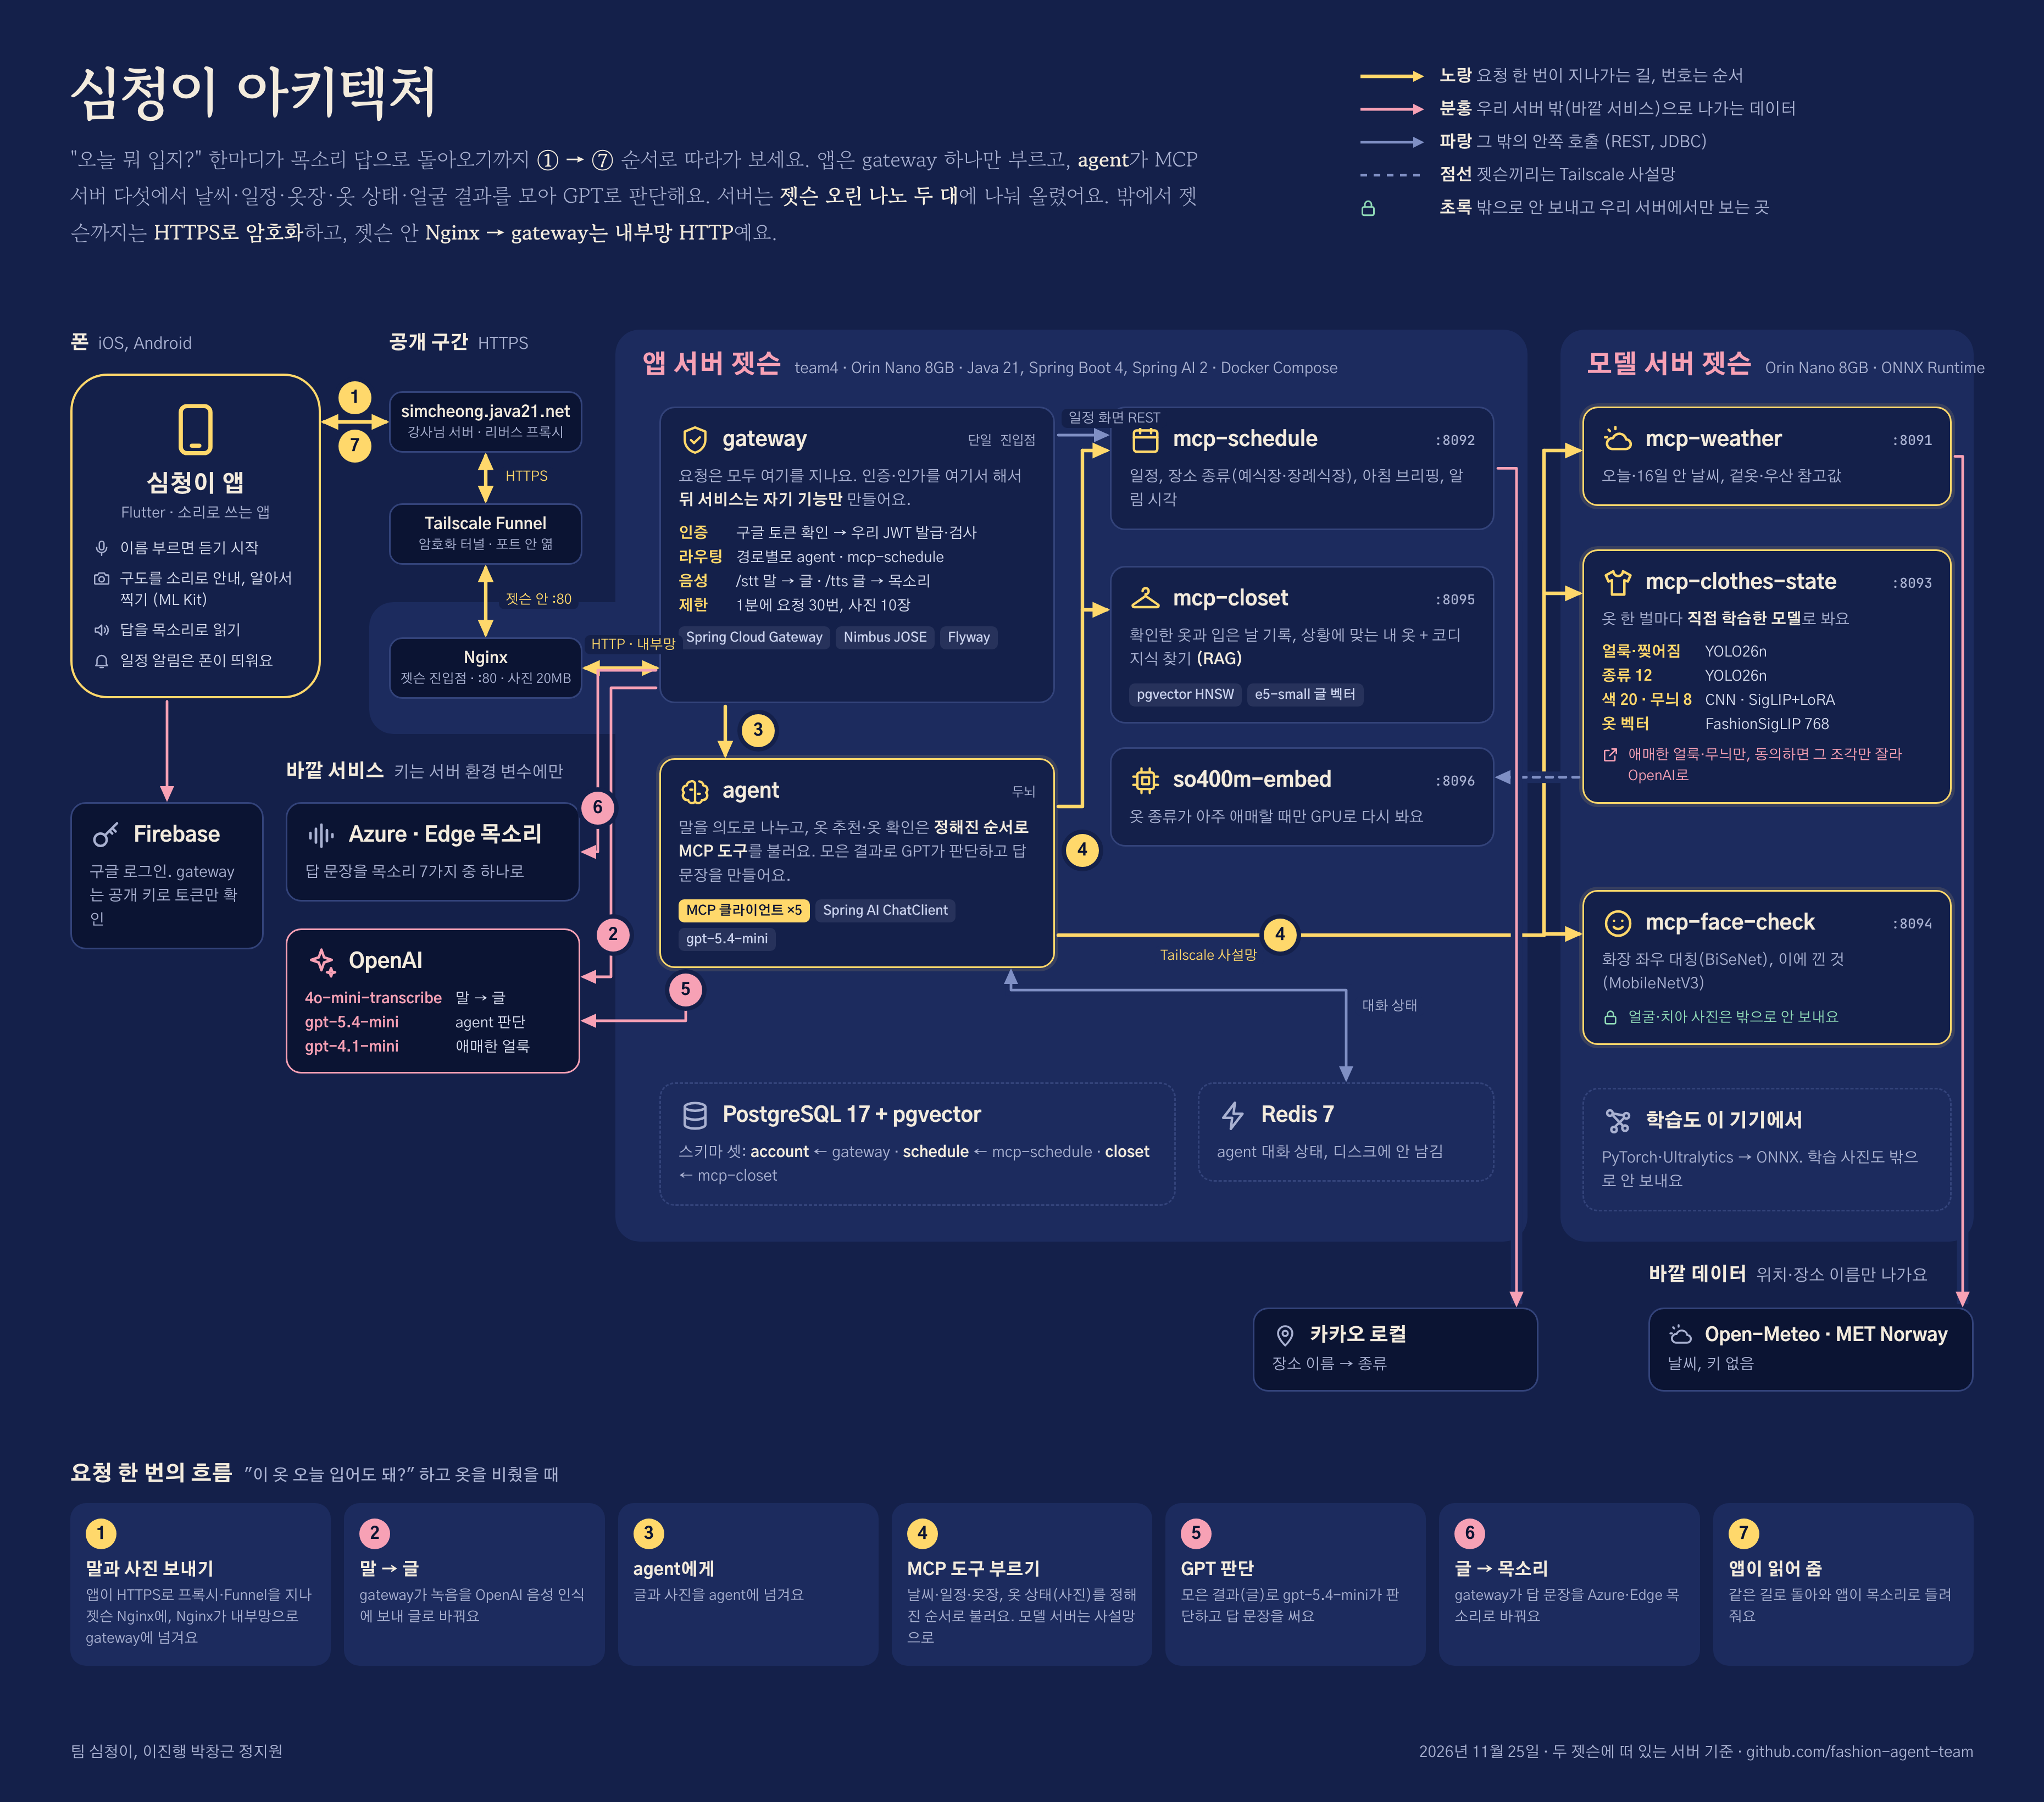 심청이 아키텍처
"오늘 뭐 입지?" 한마디가 목소리 답으로 돌아오기까지 ① → ⑦ 순서로 따라가 보세요. 앱은 gateway 하나만 부르고, agent가 MCP
서버 다섯에서 날씨·일정·옷장·옷 상태·얼굴 결과를 모아 GPT로 판단해요. 서버는 젯슨 오린 나노 두 대에 나눠 올렸어요. 밖에서 젯
슨까지는 HTTPS로 암호화하고, 젯슨 안 Nginx → gateway는 내부망 HTTP예요.
노랑 요청 한 번이 지나가는 길, 번호는 순서
분홍 우리 서버 밖(바깥 서비스)으로 나가는 데이터
파랑 그 밖의 안쪽 호출 (REST, JDBC)
점선 젯슨끼리는 Tailscale 사설망
초록 밖으로 안 보내고 우리 서버에서만 보는 곳
폰 iOS, Android
심청이 앱
Flutter · 소리로 쓰는 앱
이름 부르면 듣기 시작
구도를 소리로 안내, 알아서
찍기 (ML Kit)
답을 목소리로 읽기
일정 알림은 폰이 띄워요
1
7
공개 구간 HTTPS
simcheong.java21.net
강사님 서버 · 리버스 프록시
HTTPS
Tailscale Funnel
암호화 터널 · 포트 안 엶
젯슨 안 :80
Nginx
젯슨 진입점 · :80 · 사진 20MB
HTTP · 내부망
바깥 서비스 키는 서버 환경 변수에만
Firebase
구글 로그인. gateway
는 공개 키로 토큰만 확
인
Azure · Edge 목소리
답 문장을 목소리 7가지 중 하나로
6
OpenAI
4o-mini-transcribe 말 → 글
gpt-5.4-mini agent 판단
gpt-4.1-mini 애매한 얼룩
2
5
앱 서버 젯슨 team4 · Orin Nano 8GB · Java 21, Spring Boot 4, Spring AI 2 · Docker Compose
gateway 단일 진입점
요청은 모두 여기를 지나요. 인증·인가를 여기서 해서
뒤 서비스는 자기 기능만 만들어요.
인증 구글 토큰 확인 → 우리 JWT 발급·검사
라우팅 경로별로 agent · mcp-schedule
음성 /stt 말 → 글 · /tts 글 → 목소리
제한 1분에 요청 30번, 사진 10장
Spring Cloud Gateway Nimbus JOSE Flyway
3
agent 두뇌
말을 의도로 나누고, 옷 추천·옷 확인은 정해진 순서로
MCP 도구를 불러요. 모은 결과로 GPT가 판단하고 답
문장을 만들어요.
MCP 클라이언트 ×5 Spring AI ChatClient
gpt-5.4-mini
일정 화면 REST
mcp-schedule :8092
일정, 장소 종류(예식장·장례식장), 아침 브리핑, 알
림 시각
mcp-closet :8095
확인한 옷과 입은 날 기록, 상황에 맞는 내 옷 + 코디
지식 찾기 (RAG)
pgvector HNSW e5-small 글 벡터
so400m-embed :8096
옷 종류가 아주 애매할 때만 GPU로 다시 봐요
4
4
Tailscale 사설망
대화 상태
PostgreSQL 17 + pgvector
스키마 셋: account ← gateway · schedule ← mcp-schedule · closet
← mcp-closet
Redis 7
agent 대화 상태, 디스크에 안 남김
모델 서버 젯슨 Orin Nano 8GB · ONNX Runtime
mcp-weather :8091
오늘·16일 안 날씨, 겉옷·우산 참고값
mcp-clothes-state :8093
옷 한 벌마다 직접 학습한 모델로 봐요
얼룩·찢어짐 YOLO26n
종류 12 YOLO26n
색 20 · 무늬 8 CNN · SigLIP+LoRA
옷 벡터 FashionSigLIP 768
애매한 얼룩·무늬만, 동의하면 그 조각만 잘라
OpenAI로
mcp-face-check :8094
화장 좌우 대칭(BiSeNet), 이에 낀 것
(MobileNetV3)
얼굴·치아 사진은 밖으로 안 보내요
학습도 이 기기에서
PyTorch·Ultralytics → ONNX. 학습 사진도 밖으
로 안 보내요
바깥 데이터 위치·장소 이름만 나가요
카카오 로컬
장소 이름 → 종류
Open-Meteo · MET Norway
날씨, 키 없음
요청 한 번의 흐름 "이 옷 오늘 입어도 돼?" 하고 옷을 비췄을 때
1
말과 사진 보내기
앱이 HTTPS로 프록시·Funnel을 지나
젯슨 Nginx에, Nginx가 내부망으로
gateway에 넘겨요
2
말 → 글
gateway가 녹음을 OpenAI 음성 인식
에 보내 글로 바꿔요
3
agent에게
글과 사진을 agent에 넘겨요
4
MCP 도구 부르기
날씨·일정·옷장, 옷 상태(사진)를 정해
진 순서로 불러요. 모델 서버는 사설망
으로
5
GPT 판단
모은 결과(글)로 gpt-5.4-mini가 판
단하고 답 문장을 써요
6
글 → 목소리
gateway가 답 문장을 Azure·Edge 목
소리로 바꿔요
7
앱이 읽어 줌
같은 길로 돌아와 앱이 목소리로 들려
줘요
팀 심청이, 이진행 박창근 정지원
2026년 11월 25일 · 두 젯슨에 떠 있는 서버 기준 · github.com/fashion-agent-team